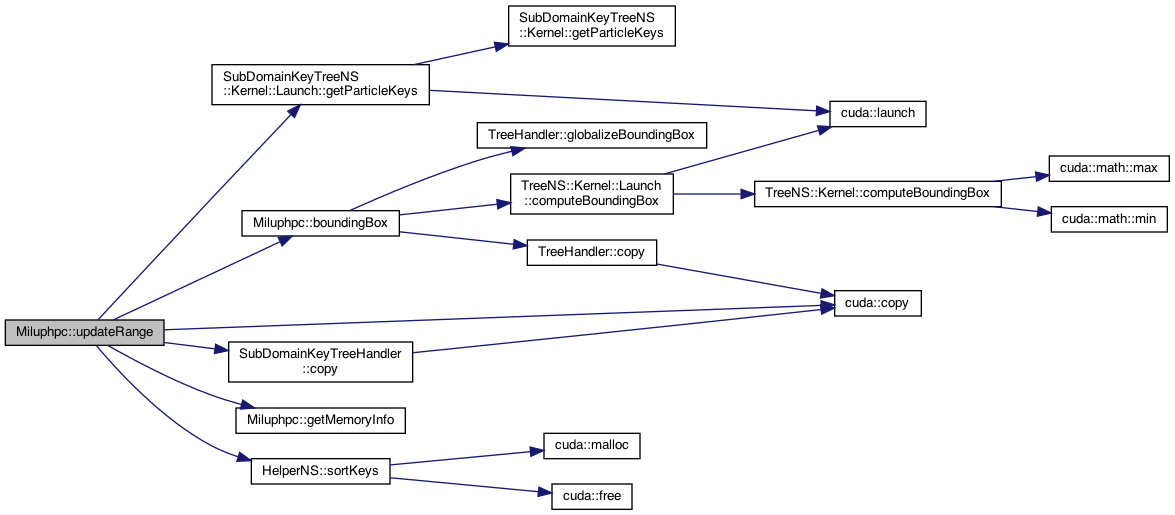 SubDomainKeyTreeNS
::Kernel::getParticleKeys
SubDomainKeyTreeNS
::Kernel::Launch::getParticleKeys
cuda::launch
TreeHandler::globalizeBoundingBox
cuda::math::max
TreeNS::Kernel::Launch
::computeBoundingBox
TreeNS::Kernel::computeBoundingBox
Miluphpc::boundingBox
cuda::math::min
TreeHandler::copy
cuda::copy
Miluphpc::updateRange
SubDomainKeyTreeHandler
::copy
Miluphpc::getMemoryInfo
cuda::malloc
HelperNS::sortKeys
cuda::free